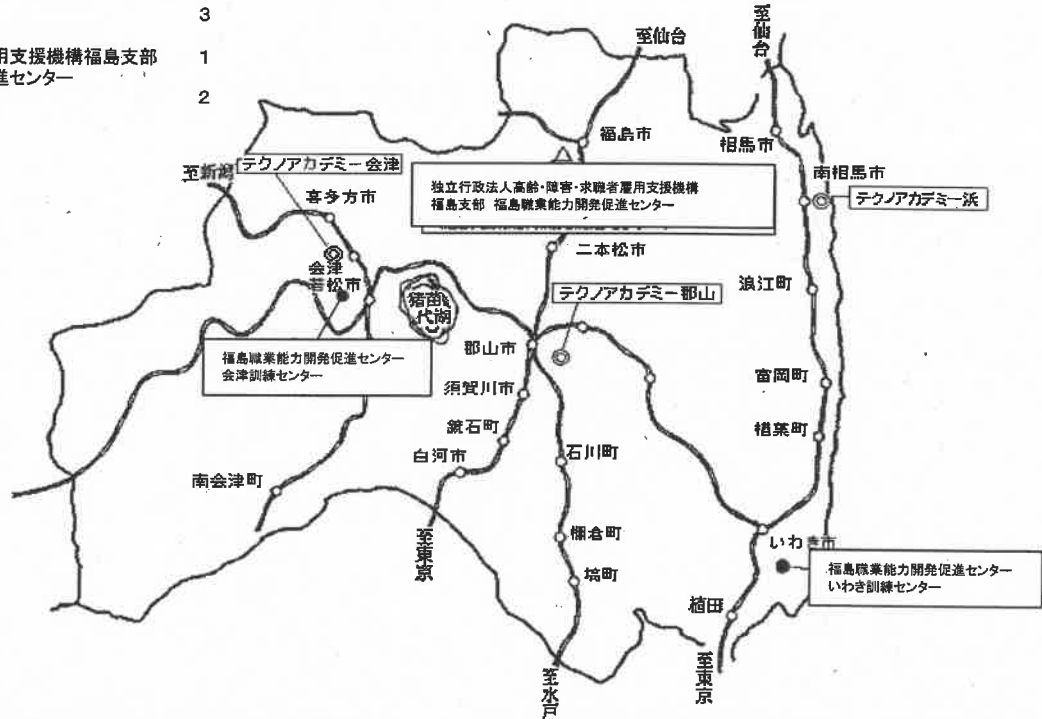 3
用支援機構福島支部
進センター
1
2
至仙台
至仙台
福島市
相馬市
テクノアカデミー会津
至新潟
喜多方市
独立行政法人高齢・障害・求職者雇用支援機構
福島支部 福島職業能力開発促進センター
南相馬市
テクノアカデミー浜
二本松市
会津
若松市
猪苗
代湖
テクノアカデミー郡山
浪江町
福島職業能力開発促進センター
会津訓練センター
郡山市
須賀川市
富岡町
鏡石町
楢葉町
白河市
石川町
南会津町
至東京
棚倉町
いわき市
福島職業能力開発促進センター
いわき訓練センター
塙町
植田
至水戸
至東京